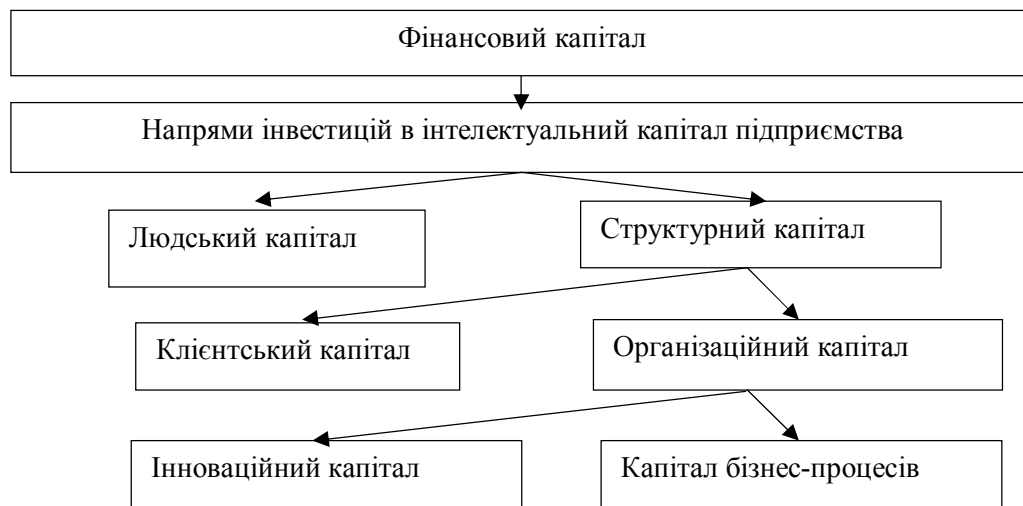 Фінансовий капітал
Напрями інвестицій в інтелектуальний капітал підприємства
Людський капітал
Структурний капітал
Клієнтський капітал
Організаційний капітал
Інноваційний капітал
Капітал бізнес-процесів